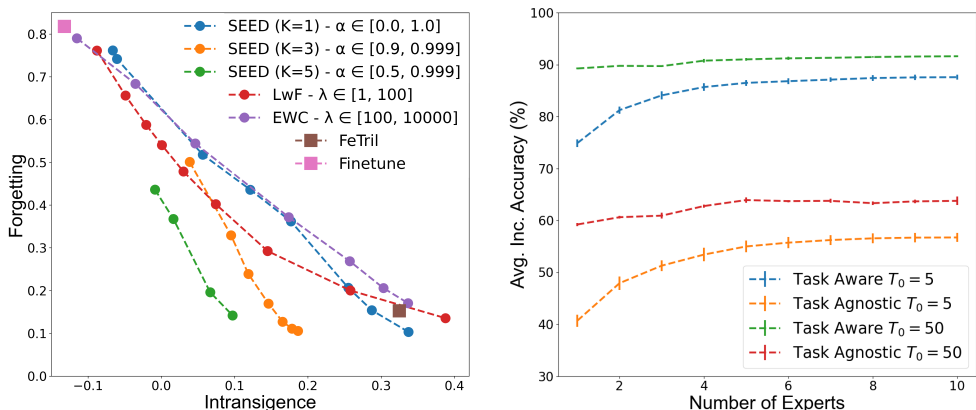 SEED (K=1) - α ∈ [0.0, 1.0]
SEED (K=3) - α ∈ [0.9, 0.999]
SEED (K=5) - α ∈ [0.5, 0.999]
LwF - λ ∈ [1, 100]
EWC - λ ∈ [100, 10000]
FeTril
Finetune
Forgetting
0.8
0.7
0.6
0.5
0.4
0.3
0.2
0.1
0.0
−0.1
0.0
0.1
0.2
0.3
0.4
Intransigence
Avg. Inc. Accuracy (%)
100
90
80
70
60
50
40
30
Task Aware T₀ = 5
Task Agnostic T₀ = 5
Task Aware T₀ = 50
Task Agnostic T₀ = 50
2
4
6
8
10
Number of Experts